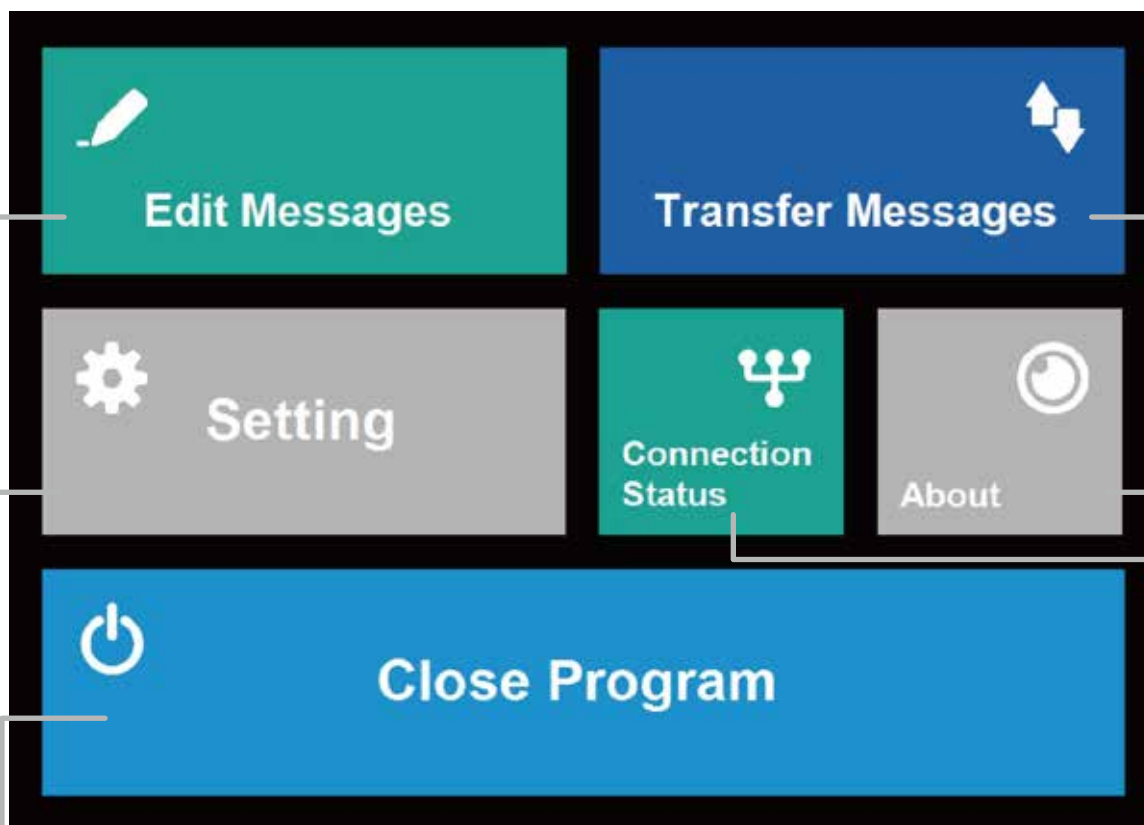 Edit Messages
Transfer Messages
Setting
Connection
Status
About
Close Program